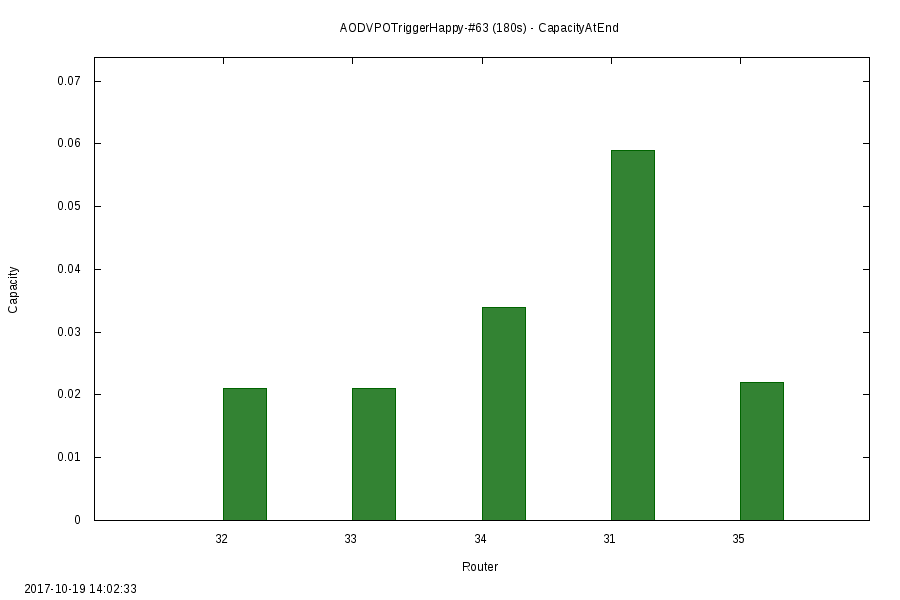 AODVPOTriggerHappy-#63 (180s) - CapacityAtEnd
0.07
0.06
0.05
0.04
0.03
0.02
0.01
0
Capacity
32 33 34 31 35
Router
2017-10-19 14:02:33